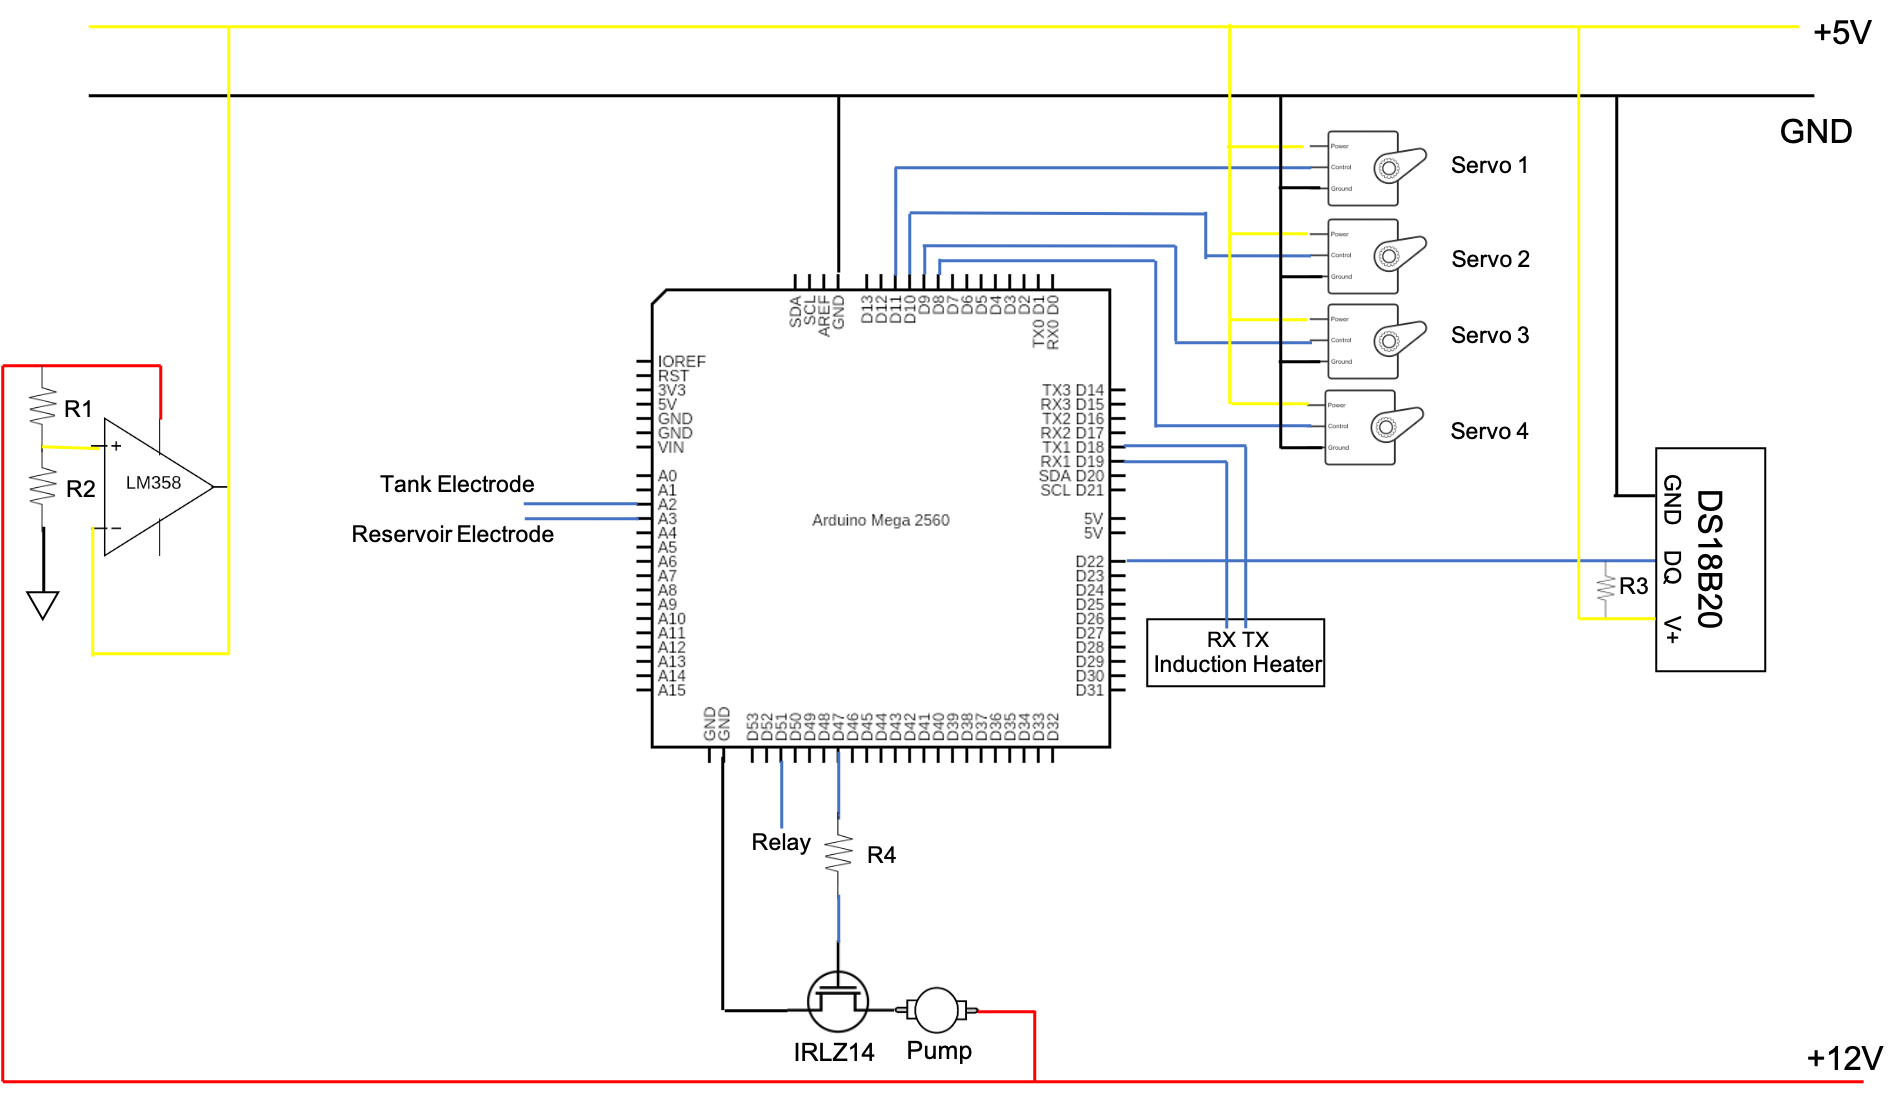 +5V
GND
Power
Control
Ground
Servo 1
Power
Control
Ground
Servo 2
Power
Control
Ground
Servo 3
Power
Control
Ground
Servo 4
SDA
SCL
AREF
GND
D13
D12
D11
D10
D9
D8
D7
D6
D5
D4
D3
D2
TX0 D1
RX0 D0
IOREF
RST
3V3
5V
GND
GND
VIN
A0
A1
A2
A3
A4
A5
A6
A7
A8
A9
A10
A11
A12
A13
A14
A15
TX3 D14
RX3 D15
TX2 D16
RX2 D17
TX1 D18
RX1 D19
SDA D20
SCL D21
5V
5V
D22
D23
D24
D25
D26
D27
D28
D29
D30
D31
Arduino Mega 2560
GND
GND
D53
D52
D51
D50
D49
D48
D47
D46
D45
D44
D43
D42
D41
D40
D39
D38
D37
D36
D35
D34
D33
D32
R1
R2
+
LM358
−
Tank Electrode
Reservoir Electrode
RX TX
Induction Heater
GND
DQ
V+
DS18B20
R3
Relay
R4
IRLZ14
Pump
+12V